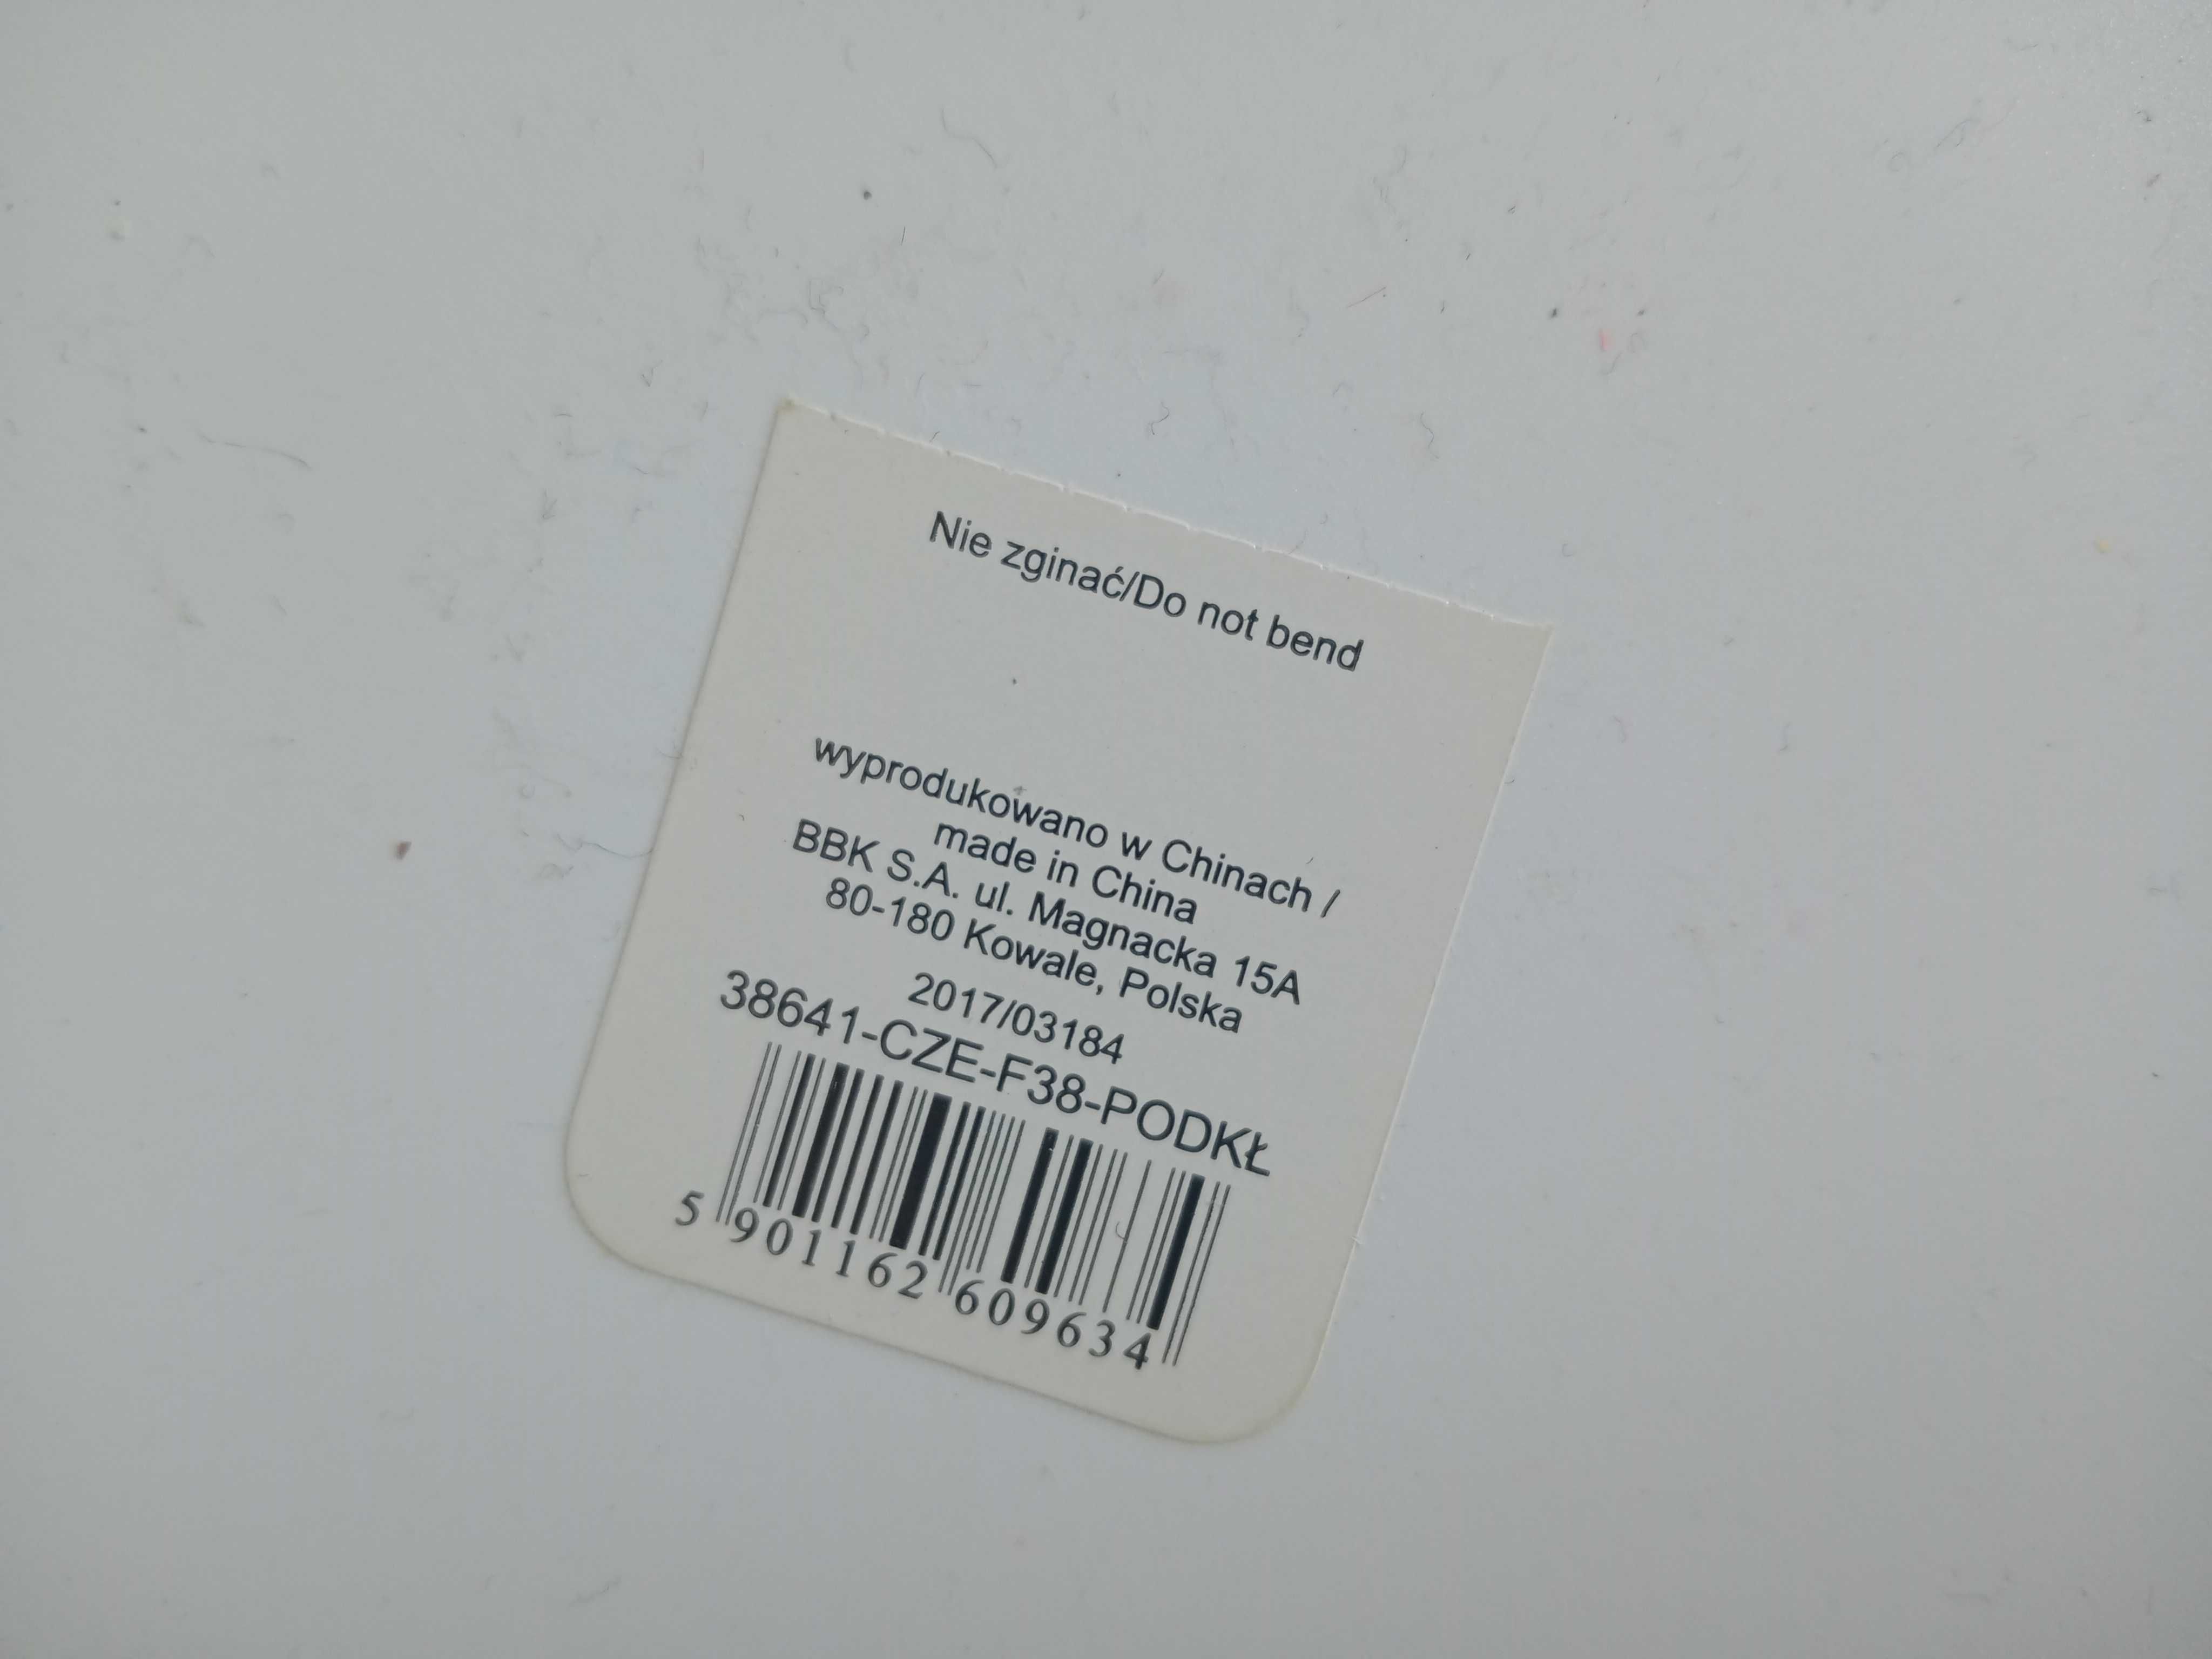 Nie zginać/Do not bend
wyprodukowano w Chinach /
made in China
BBK S.A. ul. Magnacka 15A
80-180 Kowale, Polska
2017/03184
38641-CZE-F38-PODKŁ
5 901162 609634